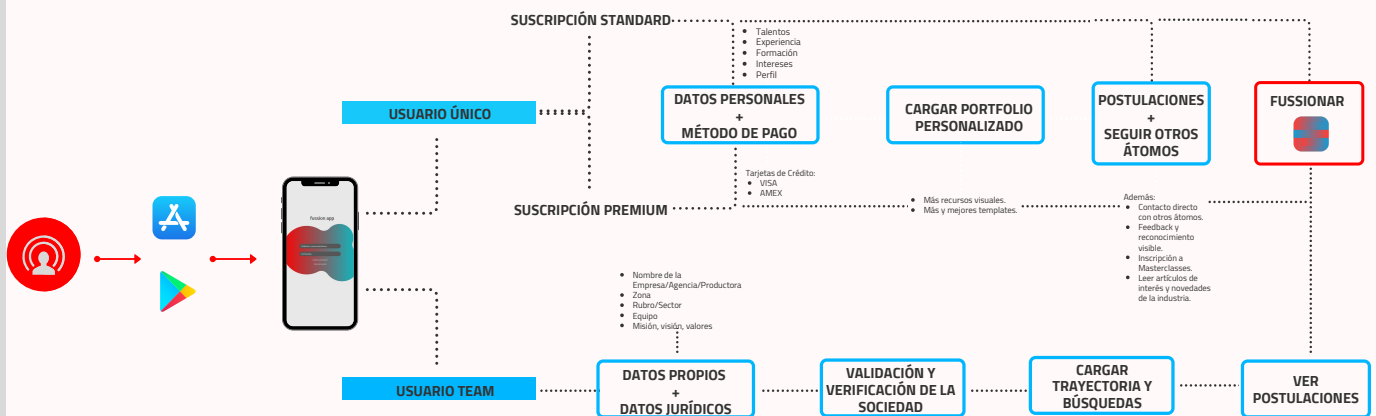 SUSCRIPCIÓN STANDARD
Talentos
Experiencia
Formación
Intereses
Perfil
USUARIO ÚNICO
DATOS PERSONALES
+
MÉTODO DE PAGO
CARGAR PORTFOLIO
PERSONALIZADO
POSTULACIONES
+
SEGUIR OTROS
ÁTOMOS
FUSSIONAR
Tarjetas de Crédito:
VISA
AMEX
SUSCRIPCIÓN PREMIUM
Más recursos visuales.
Más y mejores templates.
Además:
Contacto directo
con otros átomos.
Feedback y
reconocimiento
visible.
Inscripción a
Masterclasses.
Leer artículos de
interés y novedades
de la industria.
fussion app
Nombre de la
Empresa/Agencia/Productora
Zona
Rubro/Sector
Equipo
Misión, visión, valores
USUARIO TEAM
DATOS PROPIOS
+
DATOS JURÍDICOS
VALIDACIÓN Y
VERIFICACIÓN DE LA
SOCIEDAD
CARGAR
TRAYECTORIA Y
BÚSQUEDAS
VER
POSTULACIONES